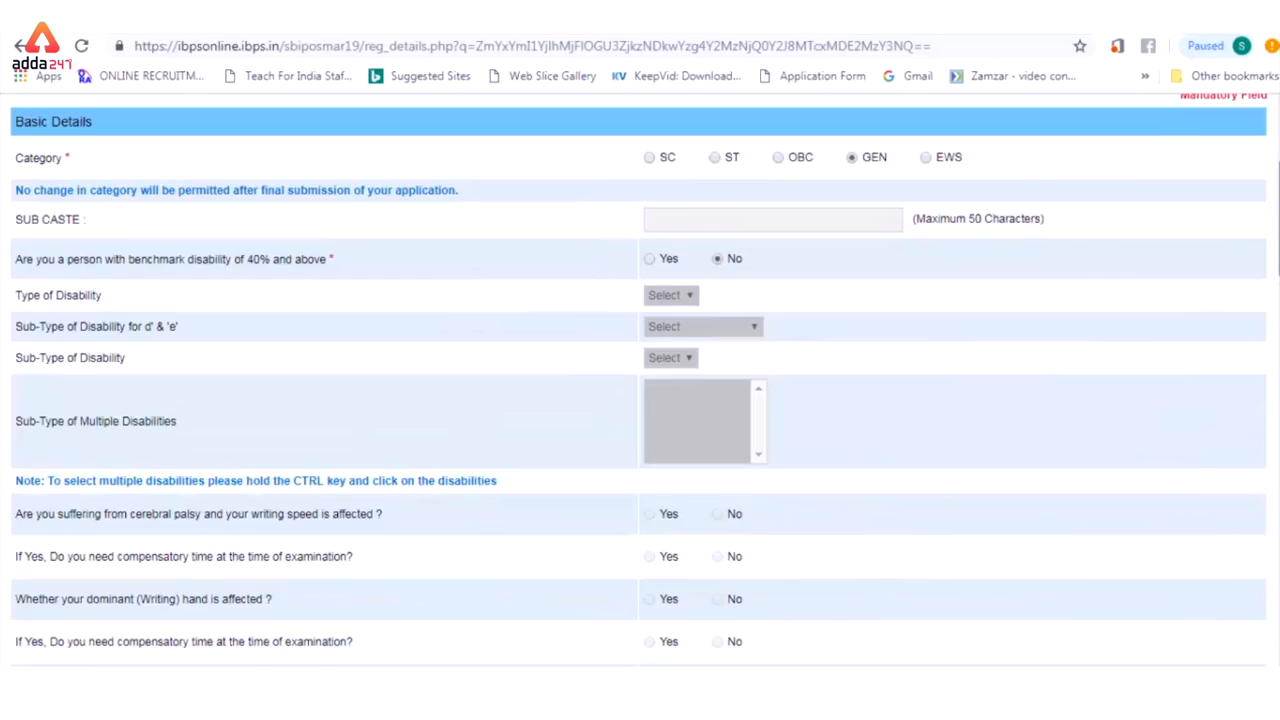 https://ibpsonline.ibps.in/sbiposmar19/reg_details.php?q=ZmYxYmI1YjlhMjFlOGU3ZjkzNDkwYzg4Y2MzNjQ0Y2J8MTcxMDE2MzY3NQ==
Paused S
adda247
Apps ONLINE RECRUITM... Teach For India Staf... Suggested Sites Web Slice Gallery KeepVid: Download... Application Form Gmail Zamzar - video con... » Other bookmarks
Mandatory Field
Basic Details
Category * SC ST OBC GEN EWS
No change in category will be permitted after final submission of your application.
SUB CASTE : (Maximum 50 Characters)
Are you a person with benchmark disability of 40% and above * Yes No
Type of Disability Select
Sub-Type of Disability for d' & 'e' Select
Sub-Type of Disability Select
Sub-Type of Multiple Disabilities
Note: To select multiple disabilities please hold the CTRL key and click on the disabilities
Are you suffering from cerebral palsy and your writing speed is affected ? Yes No
If Yes, Do you need compensatory time at the time of examination? Yes No
Whether your dominant (Writing) hand is affected ? Yes No
If Yes, Do you need compensatory time at the time of examination? Yes No